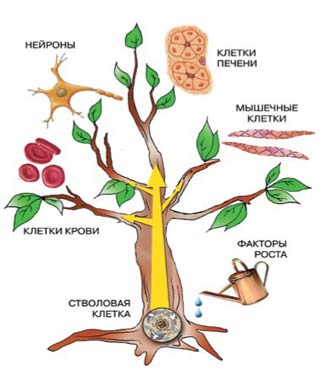 НЕЙРОНЫ
КЛЕТКИ
ПЕЧЕНИ
МЫШЕЧНЫЕ
КЛЕТКИ
КЛЕТКИ КРОВИ
ФАКТОРЫ
РОСТА
СТВОЛОВАЯ
КЛЕТКА